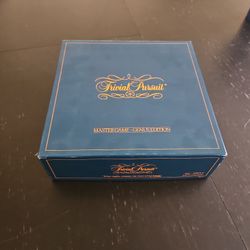 Trivial Pursuit
MASTER GAME – GENUS EDITION
Trivial Pursuit